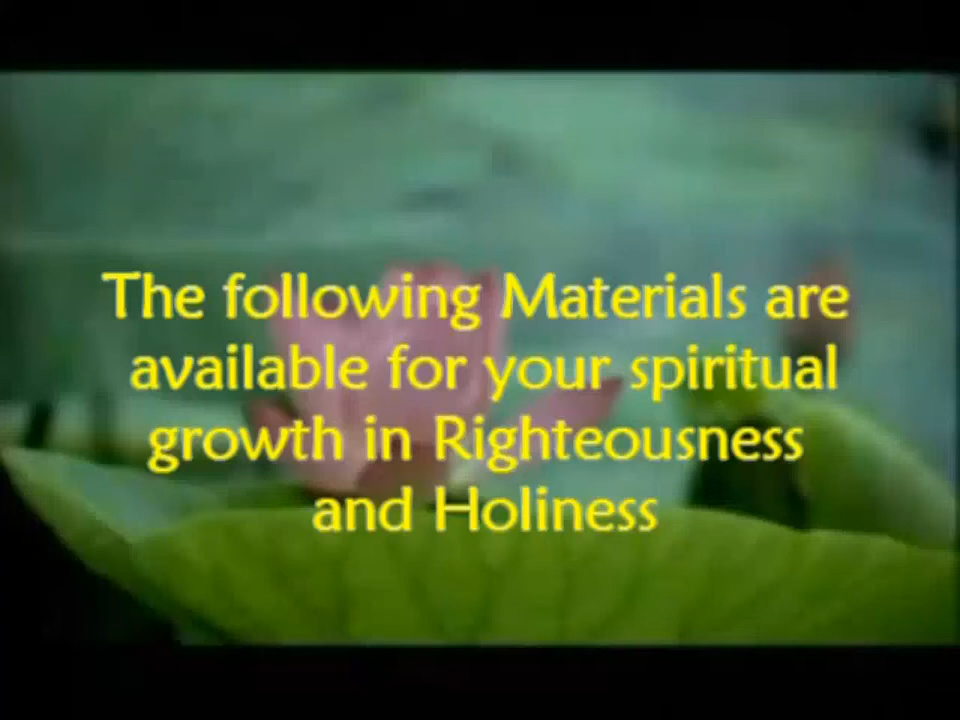 The following Materials are
available for your spiritual
growth in Righteousness
and Holiness